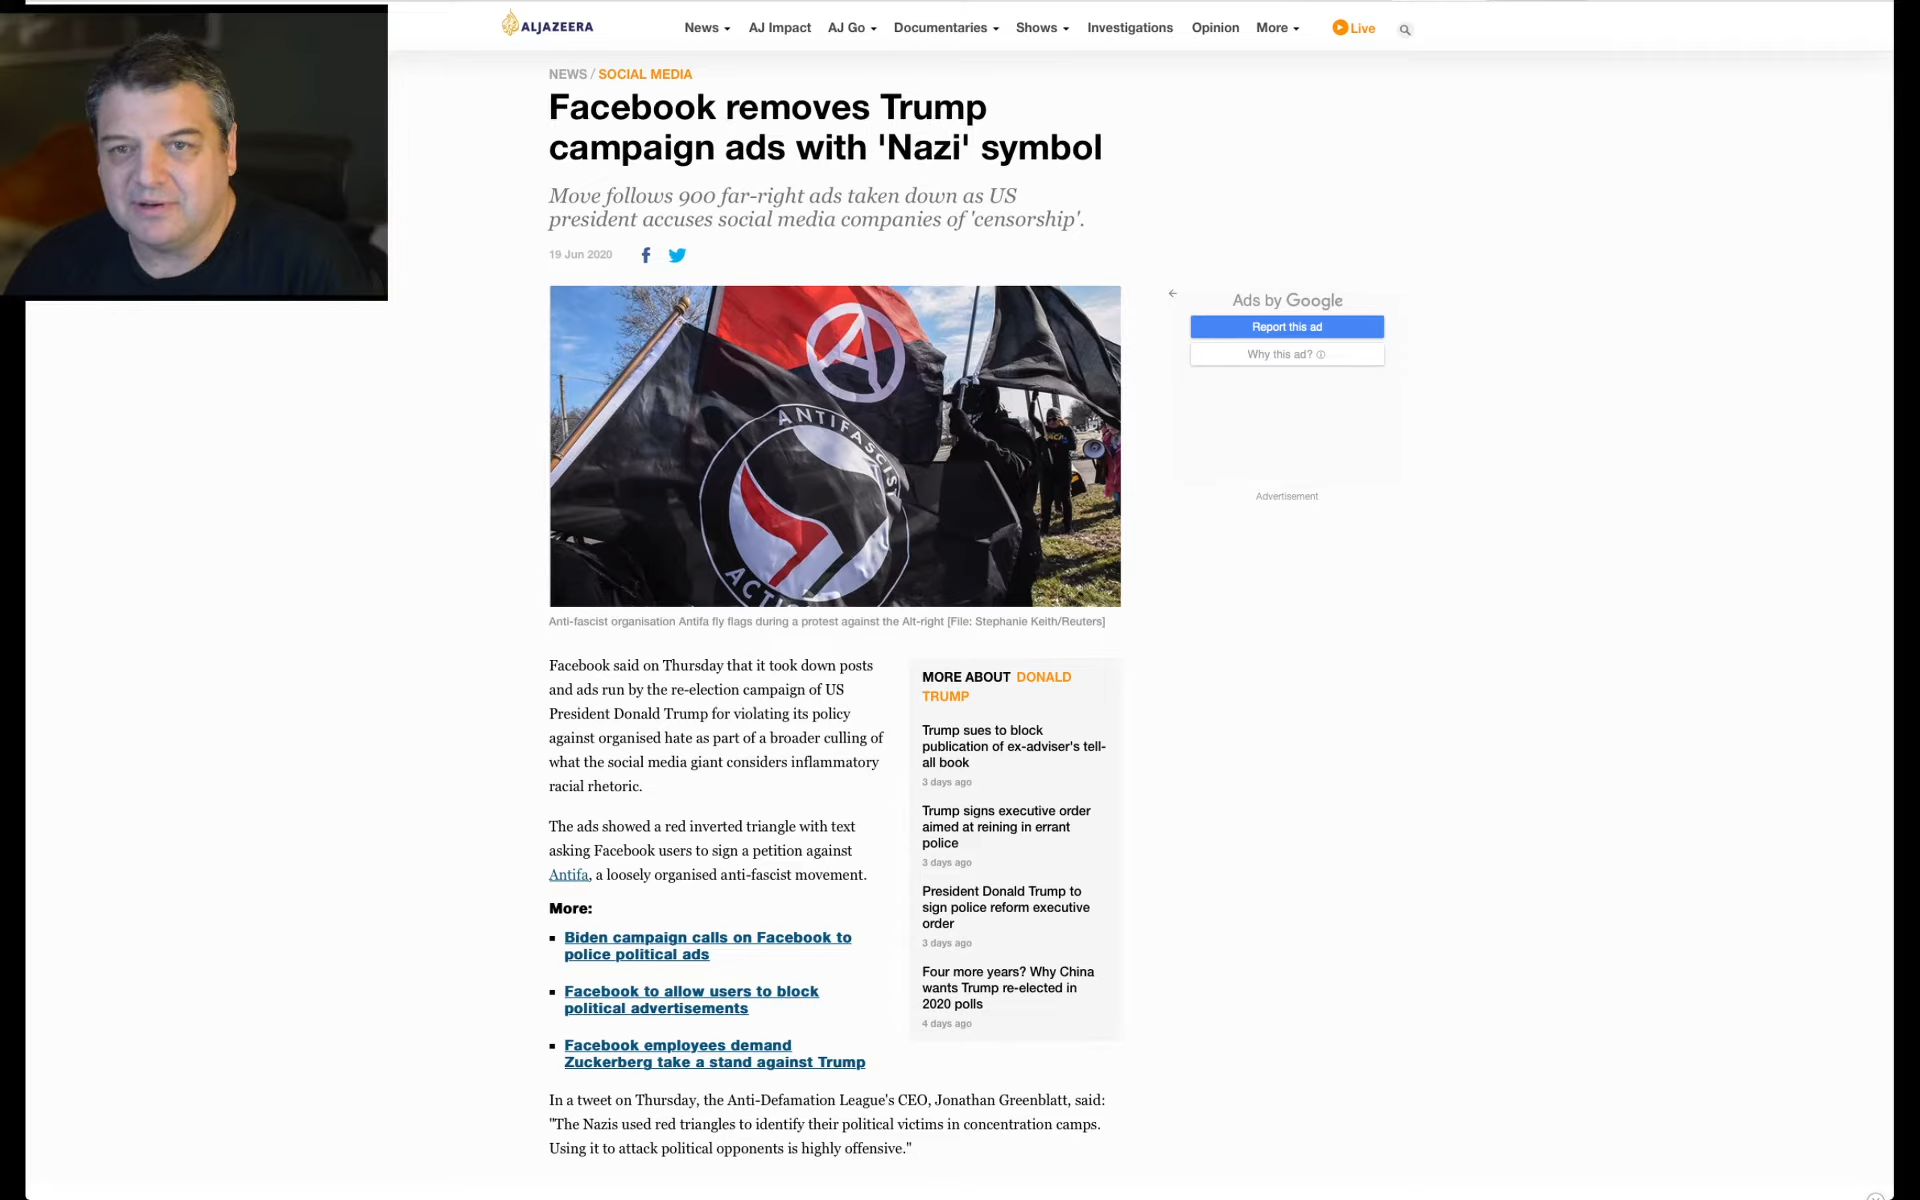 ALJAZEERA
News AJ Impact AJ Go Documentaries Shows Investigations Opinion More Live
NEWS / SOCIAL MEDIA
Facebook removes Trump
campaign ads with 'Nazi' symbol
Move follows 900 far-right ads taken down as US
president accuses social media companies of 'censorship'.
19 Jun 2020
ANTIFASCIST
ACTI
Anti-fascist organisation Antifa fly flags during a protest against the Alt-right [File: Stephanie Keith/Reuters]
Ads by Google
Report this ad
Why this ad?
Advertisement
Facebook said on Thursday that it took down posts
and ads run by the re-election campaign of US
President Donald Trump for violating its policy
against organised hate as part of a broader culling of
what the social media giant considers inflammatory
racial rhetoric.
The ads showed a red inverted triangle with text
asking Facebook users to sign a petition against
Antifa, a loosely organised anti-fascist movement.
More:
Biden campaign calls on Facebook to
police political ads
Facebook to allow users to block
political advertisements
Facebook employees demand
Zuckerberg take a stand against Trump
MORE ABOUT DONALD
TRUMP
Trump sues to block
publication of ex-adviser's tell-
all book
3 days ago
Trump signs executive order
aimed at reining in errant
police
3 days ago
President Donald Trump to
sign police reform executive
order
3 days ago
Four more years? Why China
wants Trump re-elected in
2020 polls
4 days ago
In a tweet on Thursday, the Anti-Defamation League's CEO, Jonathan Greenblatt, said:
"The Nazis used red triangles to identify their political victims in concentration camps.
Using it to attack political opponents is highly offensive."